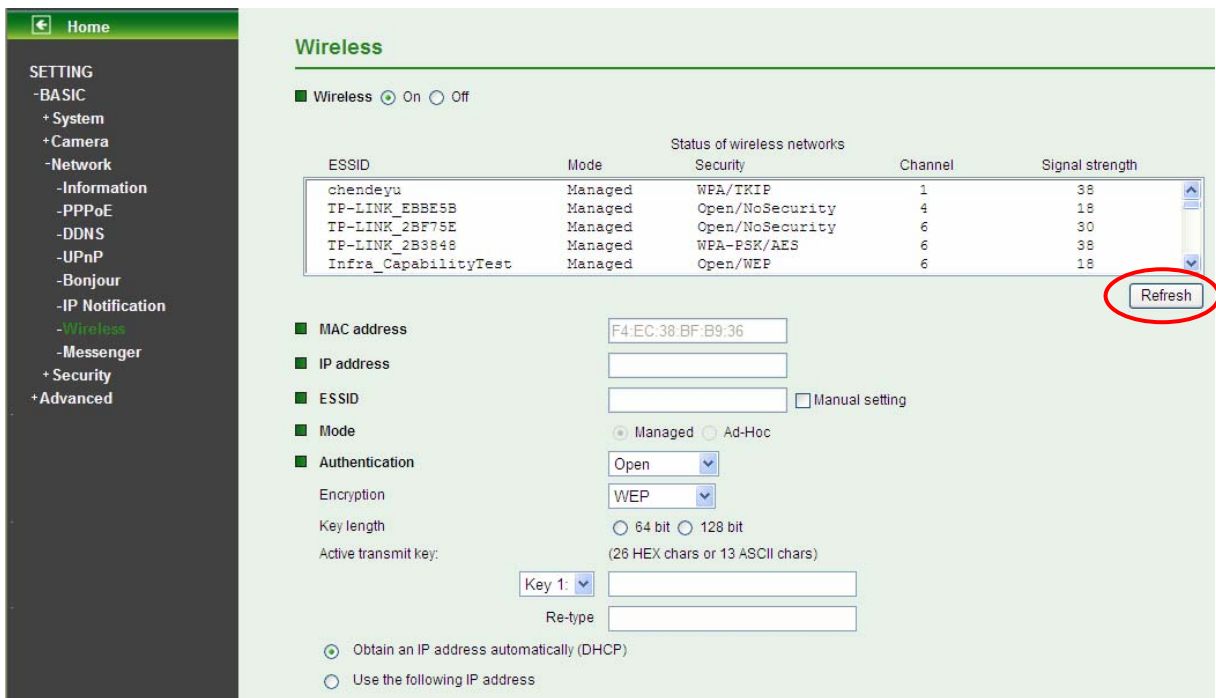 Home
SETTING
-BASIC
+System
+Camera
-Network
-Information
-PPPoE
-DDNS
-UPnP
-Bonjour
-IP Notification
-Wireless
-Messenger
+Security
+Advanced
Wireless
Wireless On Off
Status of wireless networks
ESSID Mode Security Channel Signal strength
chendeyu Managed WPA/TKIP 1 38
TP-LINK_EBBE5B Managed Open/NoSecurity 4 18
TP-LINK_2BF75E Managed Open/NoSecurity 6 30
TP-LINK_2B3848 Managed WPA-PSK/AES 6 38
Infra_CapabilityTest Managed Open/WEP 6 18
Refresh
MAC address F4:EC:38:BF:B9:36
IP address
ESSID Manual setting
Mode Managed Ad-Hoc
Authentication Open
Encryption WEP
Key length 64 bit 128 bit
Active transmit key: (26 HEX chars or 13 ASCII chars)
Key 1:
Re-type
Obtain an IP address automatically (DHCP)
Use the following IP address